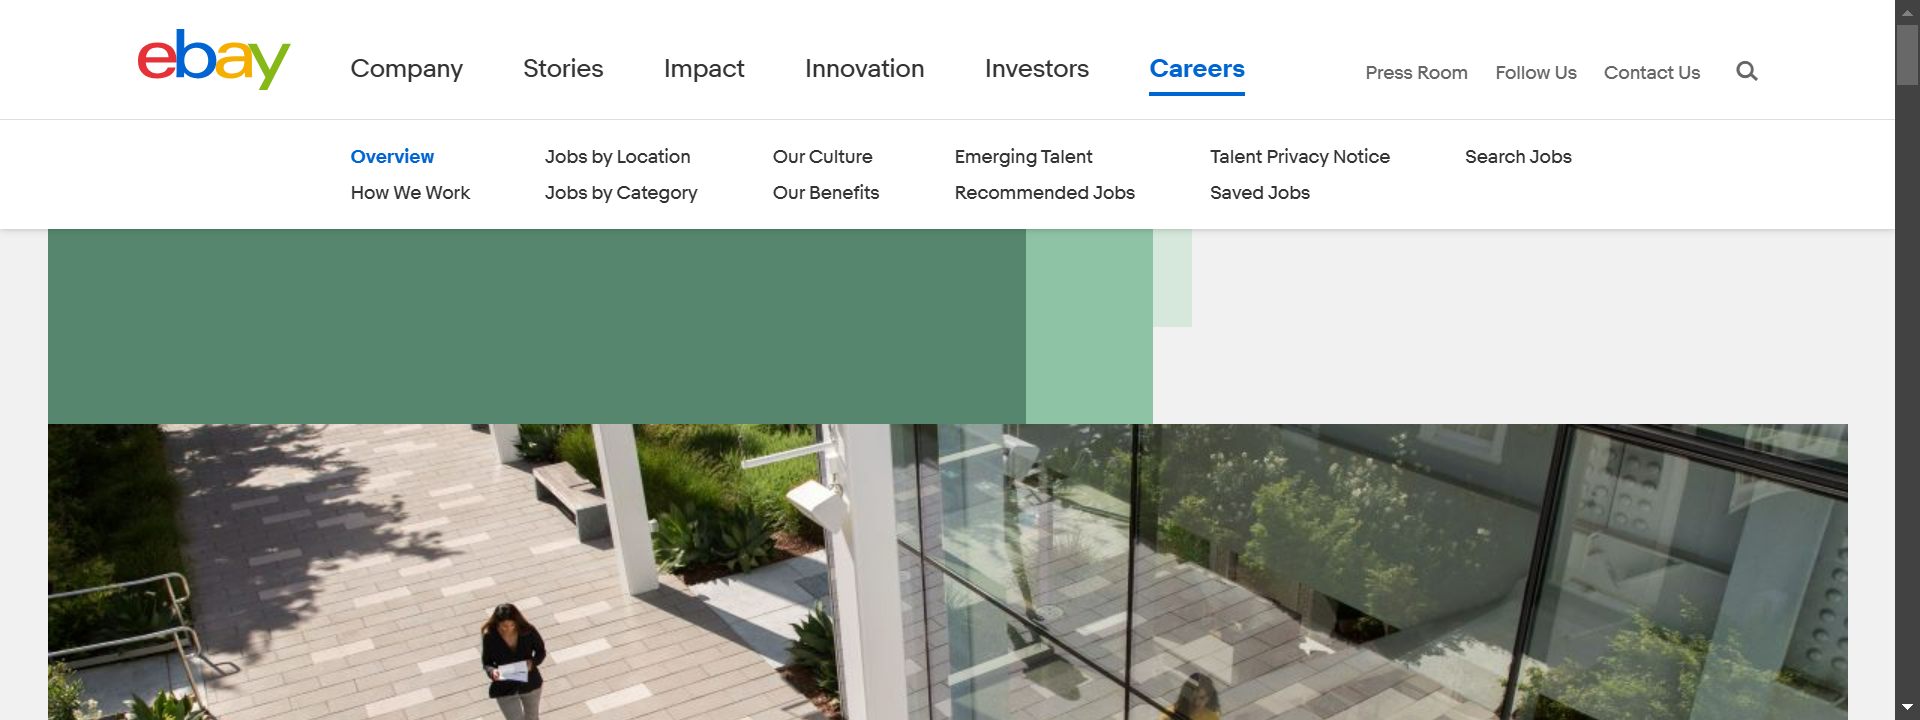 ebay Company Stories Impact Innovation Investors Careers Press Room Follow Us Contact Us
Overview Jobs by Location Our Culture Emerging Talent Talent Privacy Notice Search Jobs
How We Work Jobs by Category Our Benefits Recommended Jobs Saved Jobs